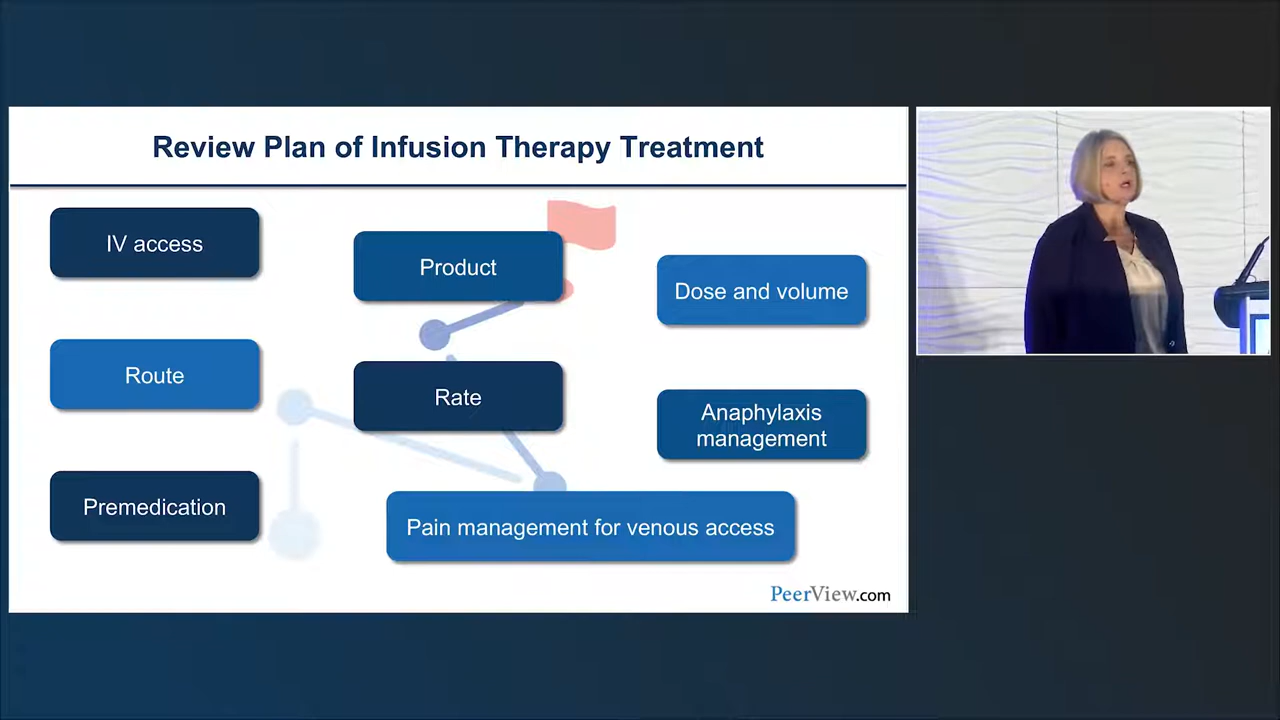 Review Plan of Infusion Therapy Treatment
IV access
Product
Dose and volume
Route
Rate
Anaphylaxis
management
Premedication
Pain management for venous access
PeerView.com